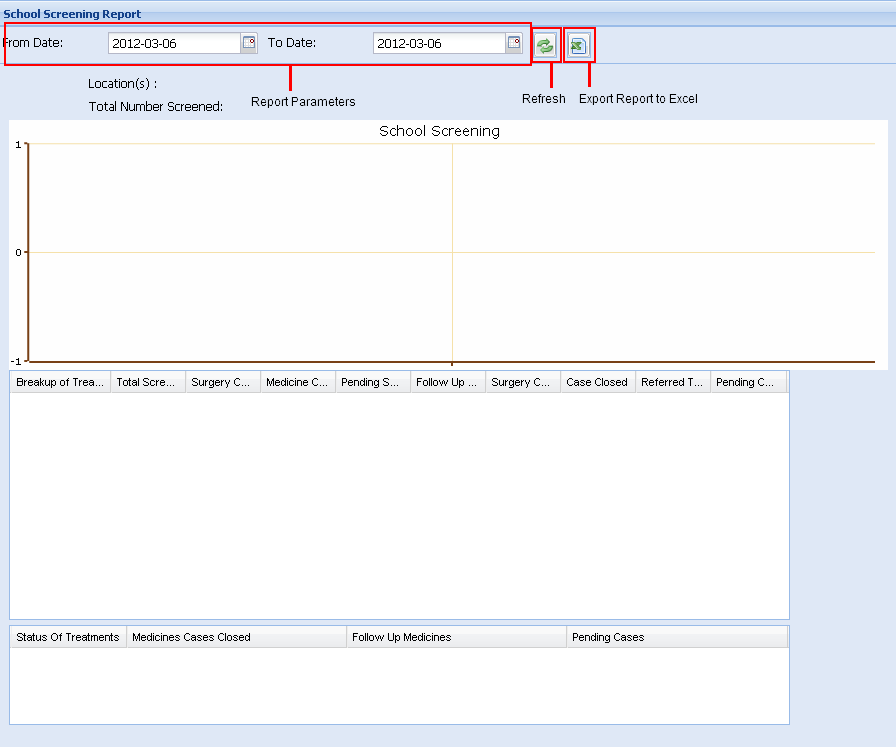 School Screening Report
From Date: 2012-03-06 To Date: 2012-03-06
Location(s) :
Total Number Screened:
Report Parameters Refresh Export Report to Excel
School Screening
1
0
-1
Breakup of Trea... Total Scre... Surgery C... Medicine C... Pending S... Follow Up ... Surgery C... Case Closed Referred T... Pending C...
Status Of Treatments Medicines Cases Closed Follow Up Medicines Pending Cases